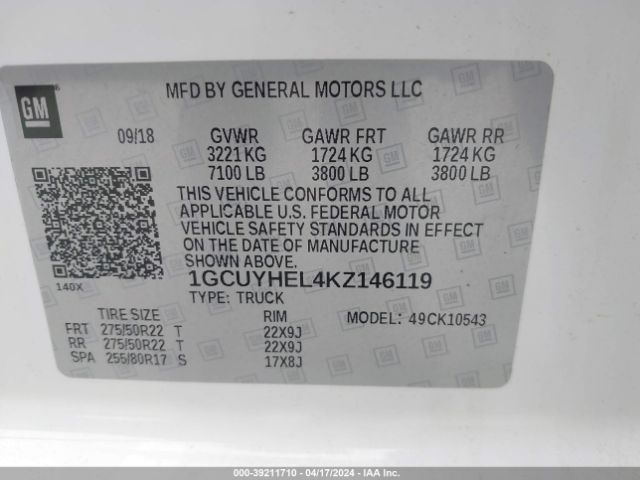 GM
MFD BY GENERAL MOTORS LLC
09/18 GVWR GAWR FRT GAWR RR
3221 KG 1724 KG 1724 KG
7100 LB 3800 LB 3800 LB
THIS VEHICLE CONFORMS TO ALL
APPLICABLE U.S. FEDERAL MOTOR
VEHICLE SAFETY STANDARDS IN EFFECT
ON THE DATE OF MANUFACTURE
SHOWN ABOVE.
140X
1GCUYHEL4KZ146119
TYPE: TRUCK
TIRE SIZE RIM MODEL: 49CK10543
FRT 275/50R22 T 22X9J
RR 275/50R22 T 22X9J
SPA 255/80R17 S 17X8J
000-39211710 - 04/17/2024 - IAA Inc.